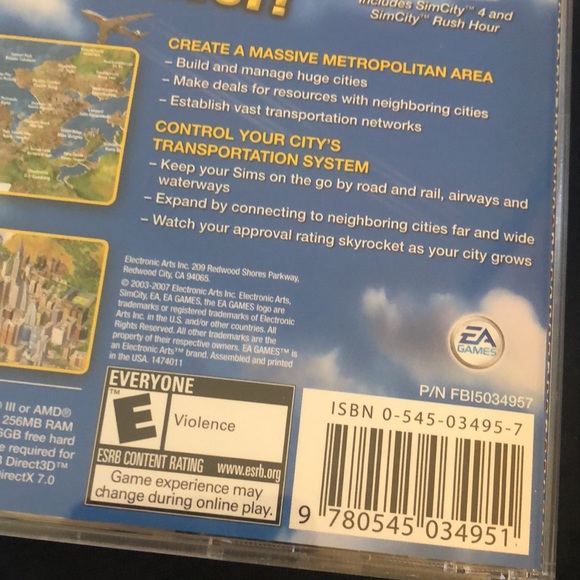 Includes SimCity™ 4 and
SimCity™ Rush Hour
CREATE A MASSIVE METROPOLITAN AREA
– Build and manage huge cities
– Make deals for resources with neighboring cities
– Establish vast transportation networks
CONTROL YOUR CITY'S
TRANSPORTATION SYSTEM
– Keep your Sims on the go by road and rail, airways and
waterways
– Expand by connecting to neighboring cities far and wide
– Watch your approval rating skyrocket as your city grows
Electronic Arts Inc. 209 Redwood Shores Parkway,
Redwood City, CA 94065.
© 2003-2007 Electronic Arts Inc. Electronic Arts,
SimCity, EA, EA GAMES, the EA GAMES logo are
trademarks or registered trademarks of Electronic
Arts Inc. in the U.S. and/or other countries. All
Rights Reserved. All other trademarks are the
property of their respective owners. EA GAMES™ is
an Electronic Arts™ brand. Assembled and printed
in the USA. 1474011
EA
GAMES
P/N FBI5034957
III or AMD®
256MB RAM
GB free hard
e required for
Direct3D™
DirectX 7.0
EVERYONE
E
™
Violence
ESRB CONTENT RATING www.esrb.org
Game experience may
change during online play.
ISBN 0-545-03495-7
9 780545 034951